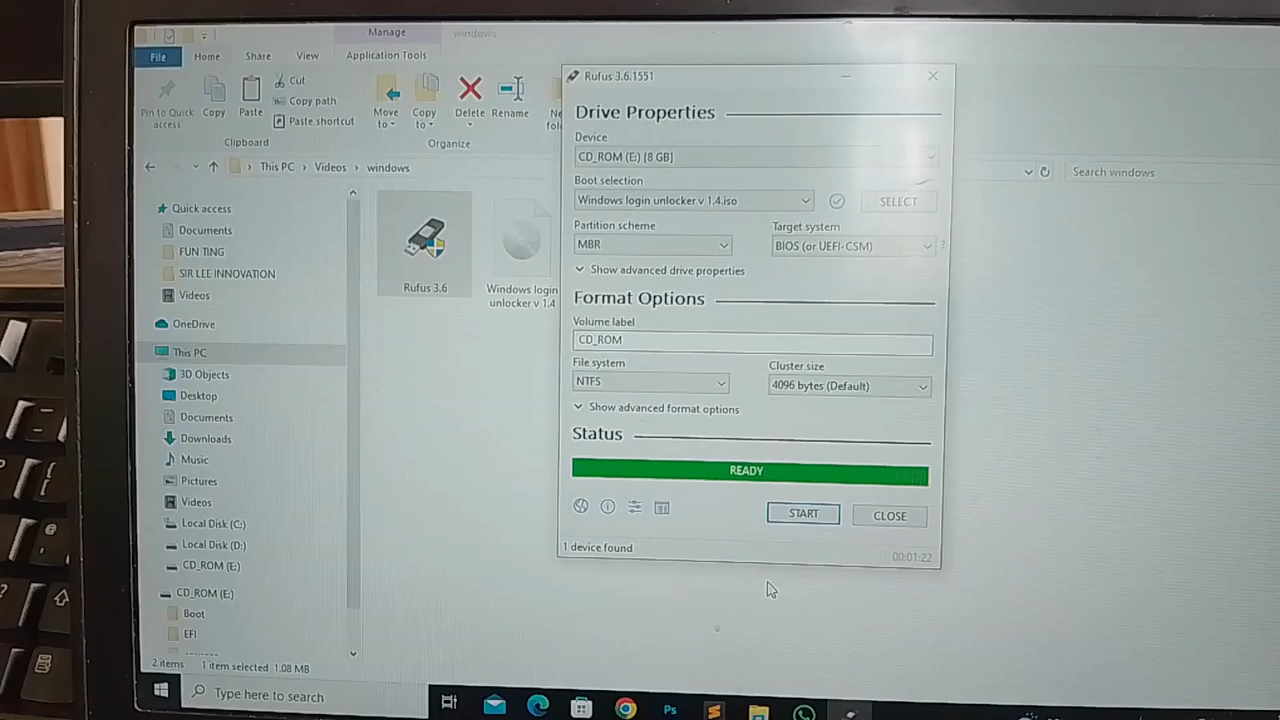 Manage
windows
File
Home
Share
View
Application Tools
Pin to Quick
access
Copy
Paste
Cut
Copy path
Paste shortcut
Clipboard
Move
to
Copy
to
Delete
Rename
Organize
This PC > Videos > windows
Search windows
Quick access
Documents
FUN TING
SIR LEE INNOVATION
Videos
OneDrive
This PC
3D Objects
Desktop
Documents
Downloads
Music
Pictures
Videos
Local Disk (C:)
Local Disk (D:)
CD_ROM (E:)
CD_ROM (E:)
Boot
EFI
2 items
1 item selected 1.08 MB
Rufus 3.6
Windows login
unlocker v 1.4
Rufus 3.6.1551
Drive Properties
Device
CD_ROM (E:) [8 GB]
Boot selection
Windows login unlocker v 1.4.iso
SELECT
Partition scheme
Target system
MBR
BIOS (or UEFI-CSM)
?
Show advanced drive properties
Format Options
Volume label
CD_ROM
File system
Cluster size
NTFS
4096 bytes (Default)
Show advanced format options
Status
READY
START
CLOSE
1 device found
00:01:22
Type here to search
Ps